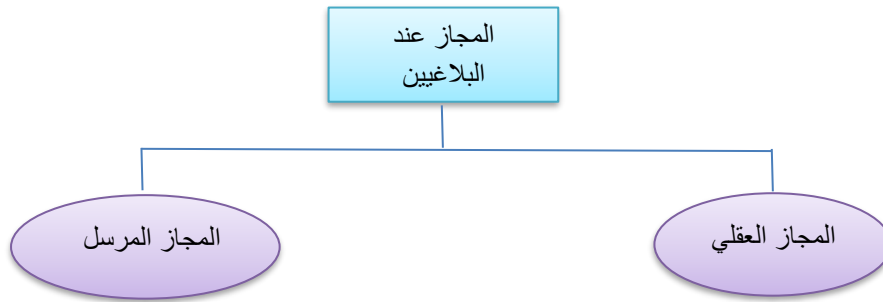 المجاز عند
البلاغيين
المجاز العقلي
المجاز المرسل